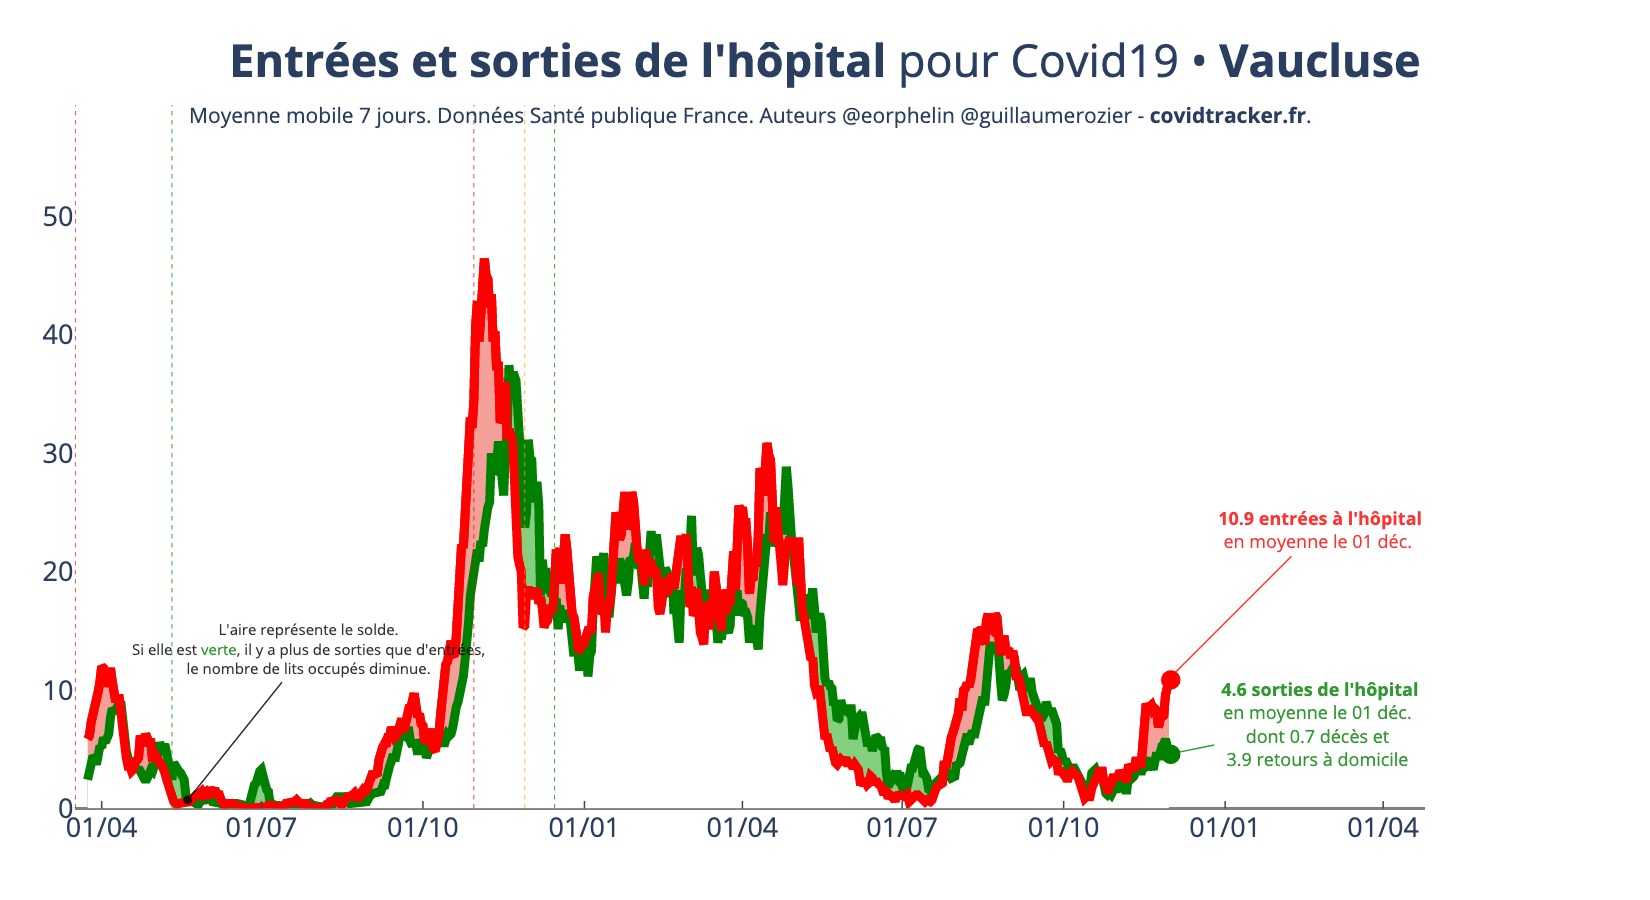 Entrées et sorties de l'hôpital pour Covid19 • Vaucluse
Moyenne mobile 7 jours. Données Santé publique France. Auteurs @eorphelin @guillaumerozier - covidtracker.fr.
50
40
30
20
10
0
L'aire représente le solde.
Si elle est verte, il y a plus de sorties que d'entrées,
le nombre de lits occupés diminue.
10.9 entrées à l'hôpital
en moyenne le 01 déc.
4.6 sorties de l'hôpital
en moyenne le 01 déc.
dont 0.7 décès et
3.9 retours à domicile
01/04 01/07 01/10 01/01 01/04 01/07 01/10 01/01 01/04